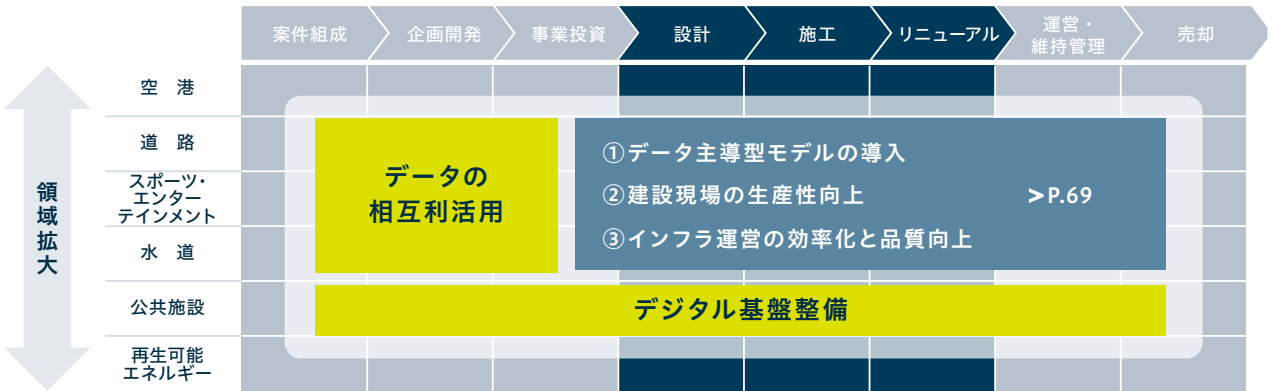 案件組成
企画開発
事業投資
設計
施工
リニューアル
運営・
維持管理
売却
領域拡大
空 港
道 路
スポーツ・
エンター
テインメント
水 道
公共施設
再生可能
エネルギー
データの
相互利活用
①データ主導型モデルの導入
②建設現場の生産性向上 >P.69
③インフラ運営の効率化と品質向上
デジタル基盤整備